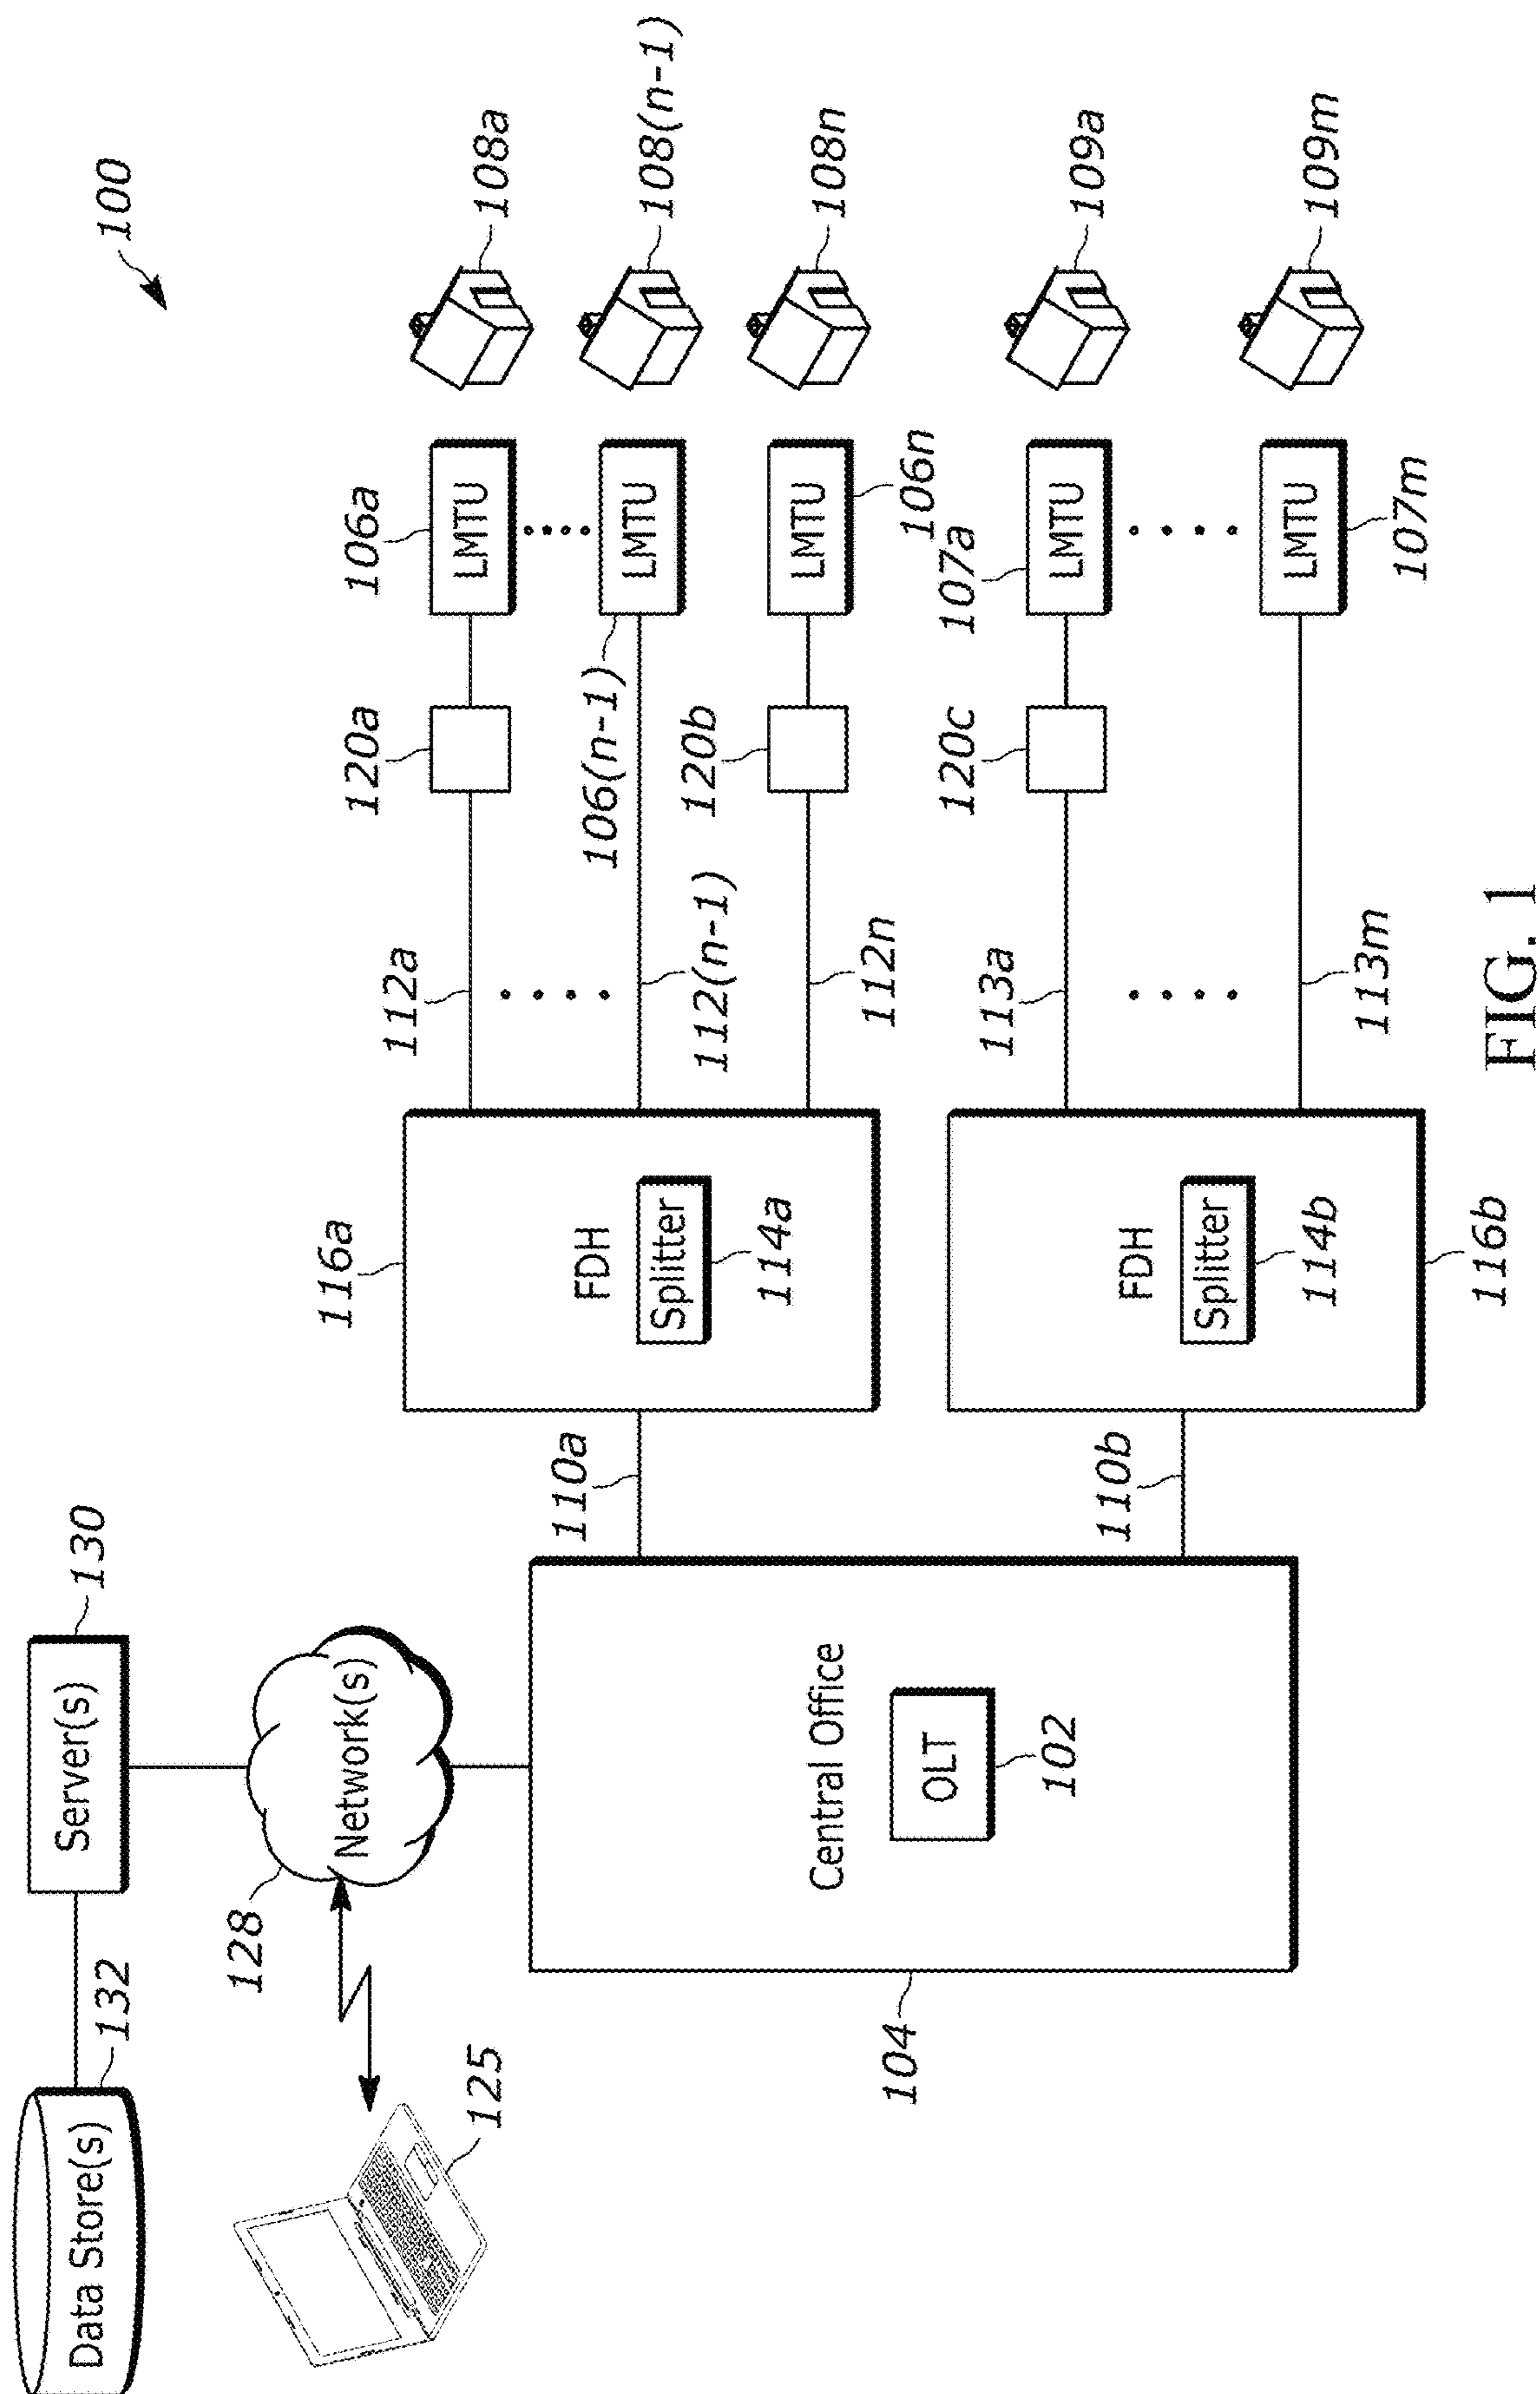 100
Data Store(s)
132
Server(s)
130
128
Network(s)
125
104
Central Office
OLT
102
110a
110b
116a
FDH
Splitter
114a
FDH
Splitter
114b
116b
112a
112(n-1)
112n
113a
113m
120a
106(n-1)
120b
120c
106a
LMTU
LMTU
LMTU
106n
107a
LMTU
LMTU
107m
108a
108(n-1)
108n
109a
109m
FIG. 1